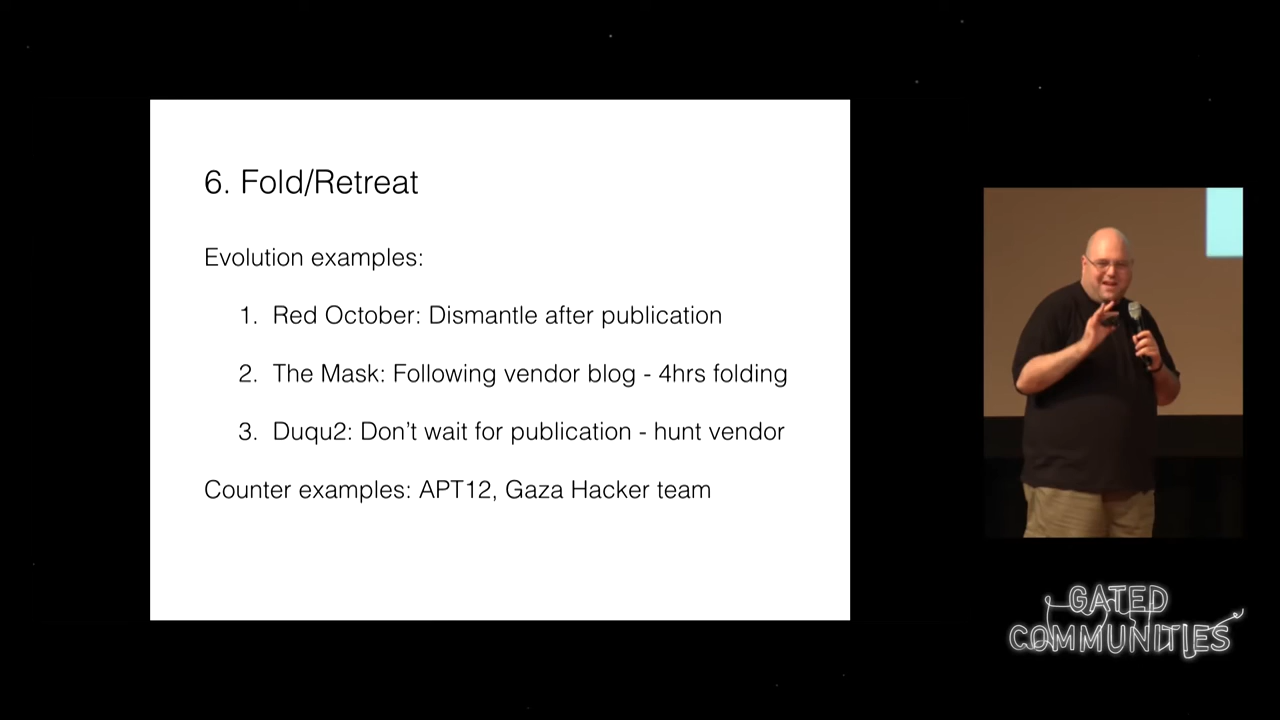 6. Fold/Retreat
Evolution examples:
1. Red October: Dismantle after publication
2. The Mask: Following vendor blog - 4hrs folding
3. Duqu2: Don’t wait for publication - hunt vendor
Counter examples: APT12, Gaza Hacker team
GATED
COMMUNITIES